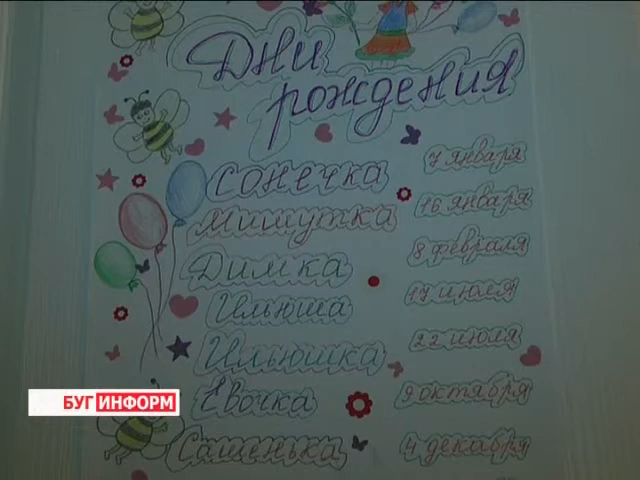 Дни
рождения
Сонечка 7 января
Мишутка 16 января
Димка 8 февраля
Ильюша 17 июля
Ильюшка 22 июля
Евочка 9 октября
Сашенька 4 декабря
БУГИНФОРМ